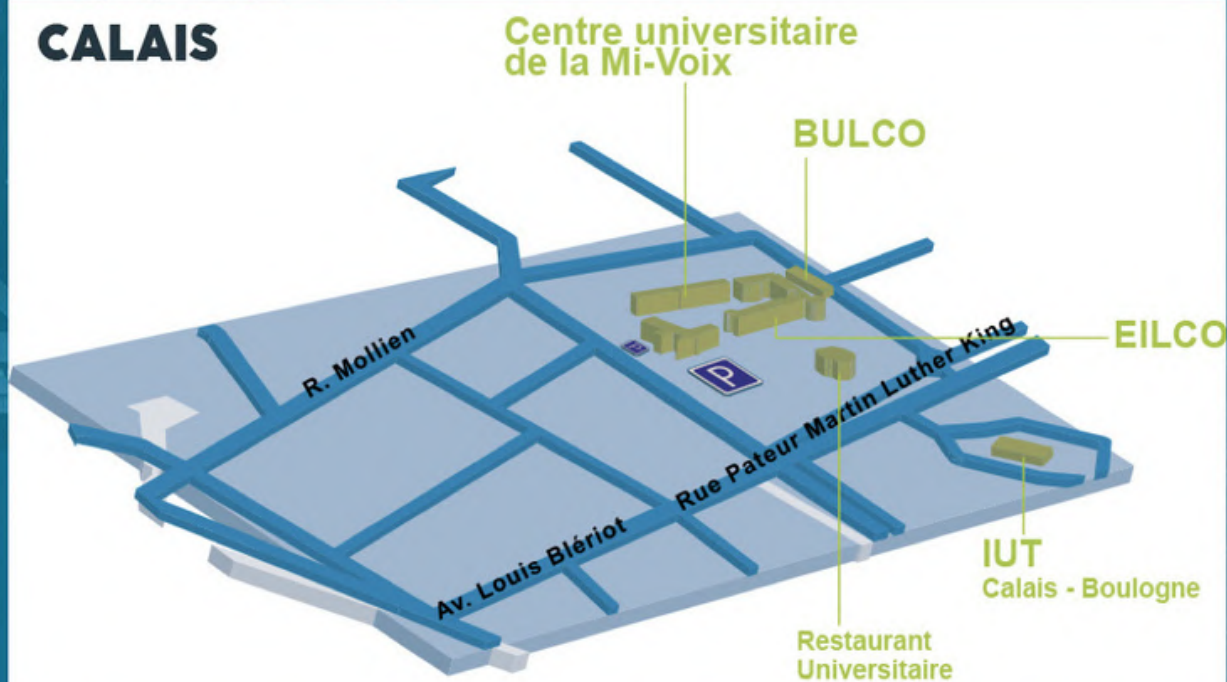 CALAIS
Centre universitaire
de la Mi-Voix
BULCO
EILCO
R. Mollien
P
P
Rue Pateur Martin Luther King
Av. Louis Blériot
IUT
Calais - Boulogne
Restaurant
Universitaire